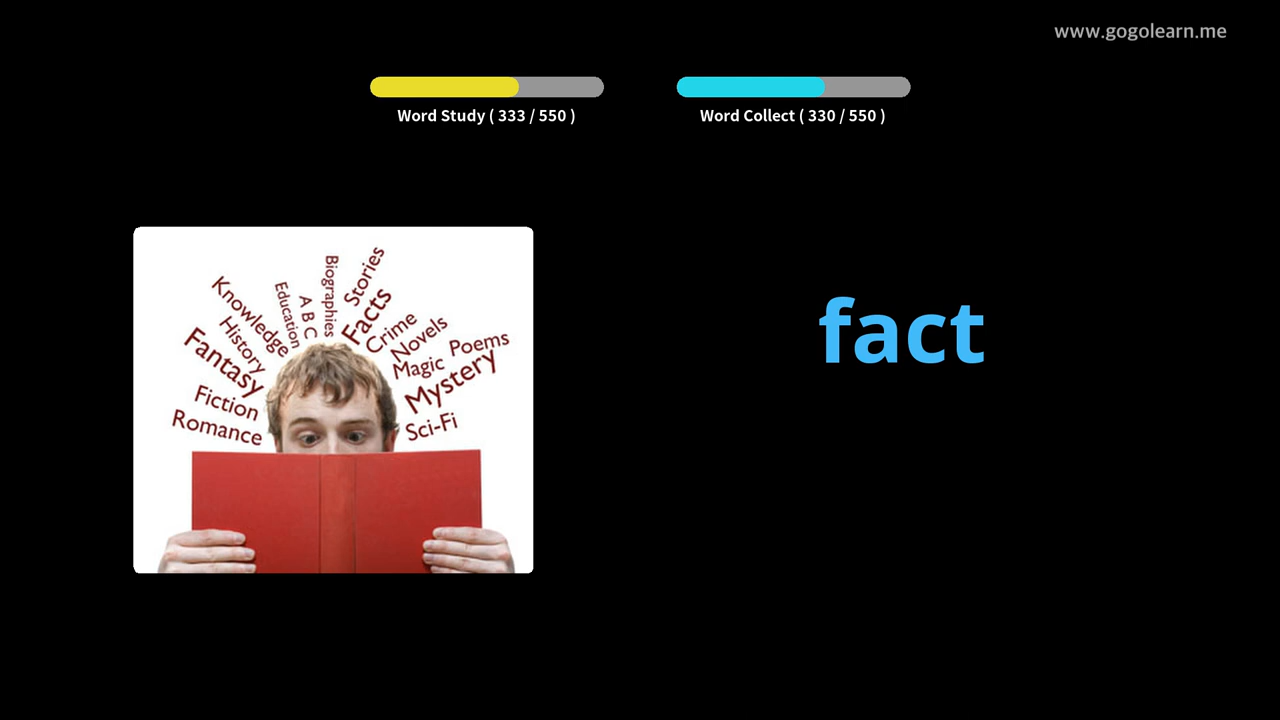 www.gogolearn.me
Word Study ( 333 / 550 )
Word Collect ( 330 / 550 )
Romance
Fiction
Fantasy
History
Knowledge
Education
A B C
Biographies
Stories
Facts
Crime
Novels
Magic
Poems
Mystery
Sci-Fi
fact